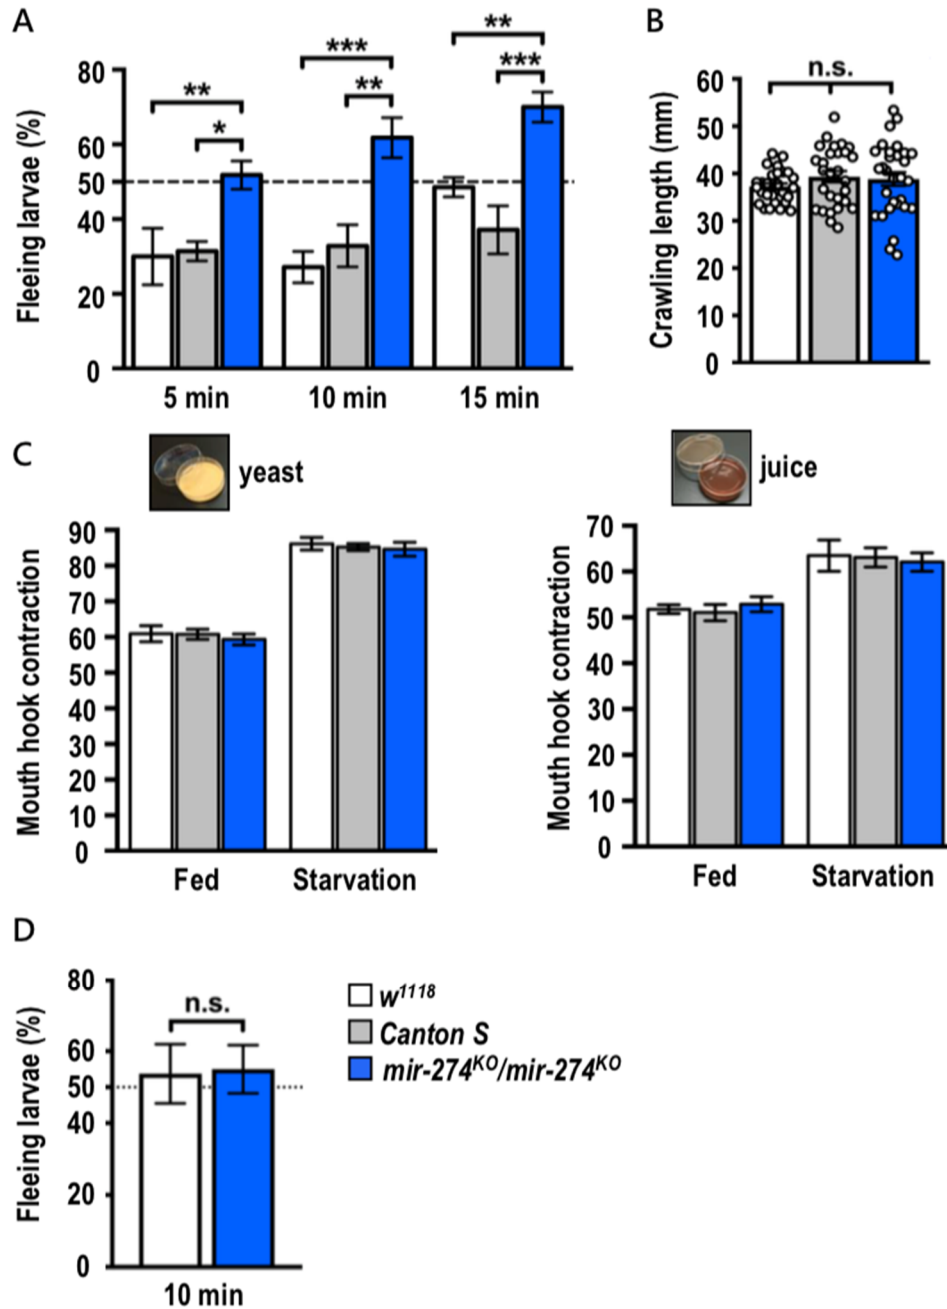 A
Fleeing larvae (%)
80
60
50
40
20
0
**
*
***
**
**
***
5 min
10 min
15 min
B
Crawling length (mm)
60
50
40
30
20
10
0
n.s.
C
yeast
Mouth hook contraction
90
80
70
60
50
40
30
20
10
0
Fed
Starvation
juice
Mouth hook contraction
70
60
50
40
30
20
10
0
Fed
Starvation
D
Fleeing larvae (%)
80
60
50
40
20
0
n.s.
10 min
w1118
Canton S
mir-274KO/mir-274KO